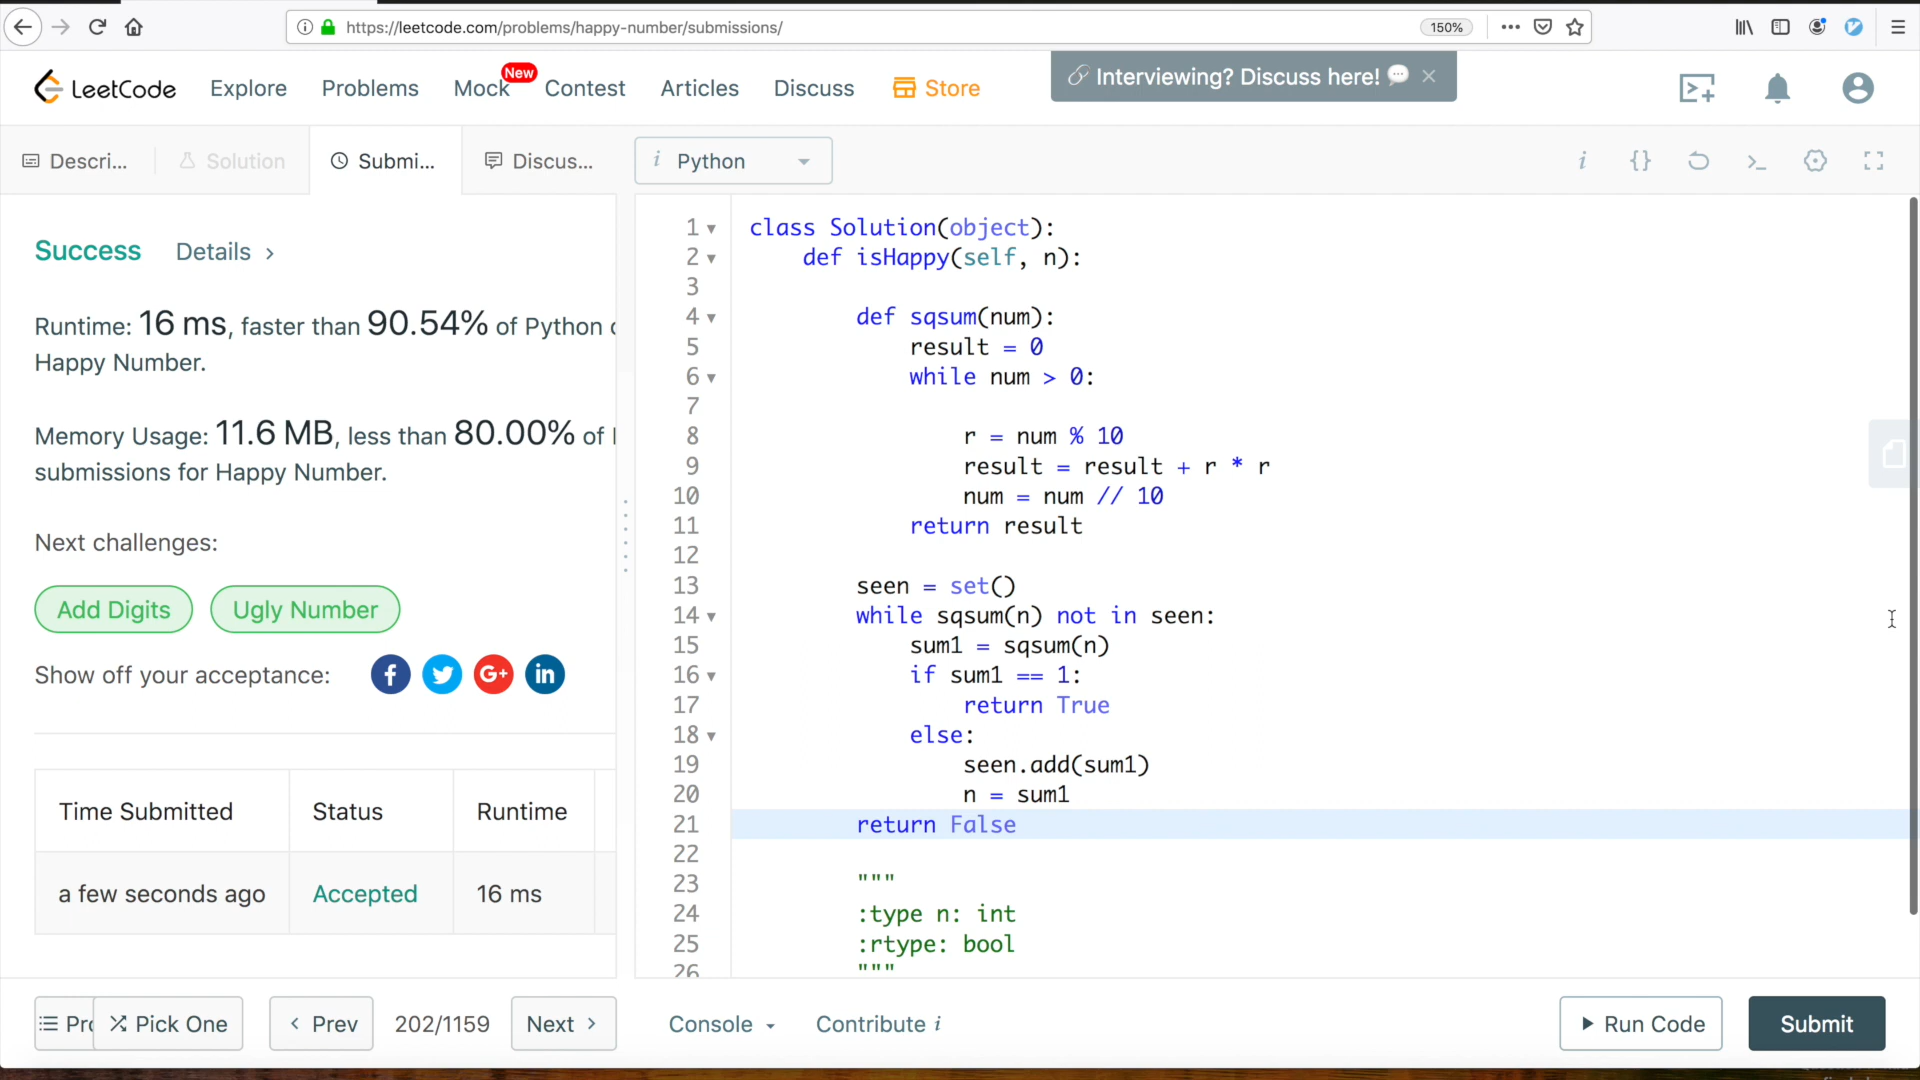 https://leetcode.com/problems/happy-number/submissions/
150%
LeetCode
Explore
Problems
Mock
New
Contest
Articles
Discuss
Store
Interviewing? Discuss here!
Descri...
Solution
Submi...
Discus...
i Python
i {}
Success Details >
Runtime: 16 ms, faster than 90.54% of Python
Happy Number.
Memory Usage: 11.6 MB, less than 80.00% of
submissions for Happy Number.
Next challenges:
Add Digits
Ugly Number
Show off your acceptance: f G+ in
Time Submitted Status Runtime
a few seconds ago Accepted 16 ms
1 class Solution(object):
2 def isHappy(self, n):
3
4 def sqsum(num):
5 result = 0
6 while num > 0:
7
8 r = num % 10
9 result = result + r * r
10 num = num // 10
11 return result
12
13 seen = set()
14 while sqsum(n) not in seen:
15 sum1 = sqsum(n)
16 if sum1 == 1:
17 return True
18 else:
19 seen.add(sum1)
20 n = sum1
21 return False
22
23 """
24 :type n: int
25 :rtype: bool
26 """
Pick One
Prev
202/1159
Next
Console
Contribute i
Run Code
Submit